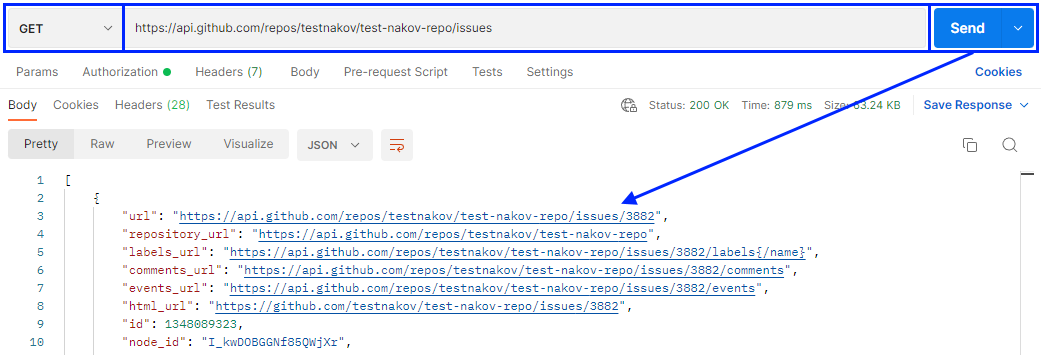 GET https://api.github.com/repos/testnakov/test-nakov-repo/issues Send
Params Authorization Headers (7) Body Pre-request Script Tests Settings Cookies
Body Cookies Headers (28) Test Results Status: 200 OK Time: 879 ms Size: 63.24 KB Save Response
Pretty Raw Preview Visualize JSON
1 [
2 {
3 "url": "https://api.github.com/repos/testnakov/test-nakov-repo/issues/3882",
4 "repository_url": "https://api.github.com/repos/testnakov/test-nakov-repo",
5 "labels_url": "https://api.github.com/repos/testnakov/test-nakov-repo/issues/3882/labels{/name}",
6 "comments_url": "https://api.github.com/repos/testnakov/test-nakov-repo/issues/3882/comments",
7 "events_url": "https://api.github.com/repos/testnakov/test-nakov-repo/issues/3882/events",
8 "html_url": "https://github.com/testnakov/test-nakov-repo/issues/3882",
9 "id": 1348089323,
10 "node_id": "I_kwDOBGGNf85QWjXr",